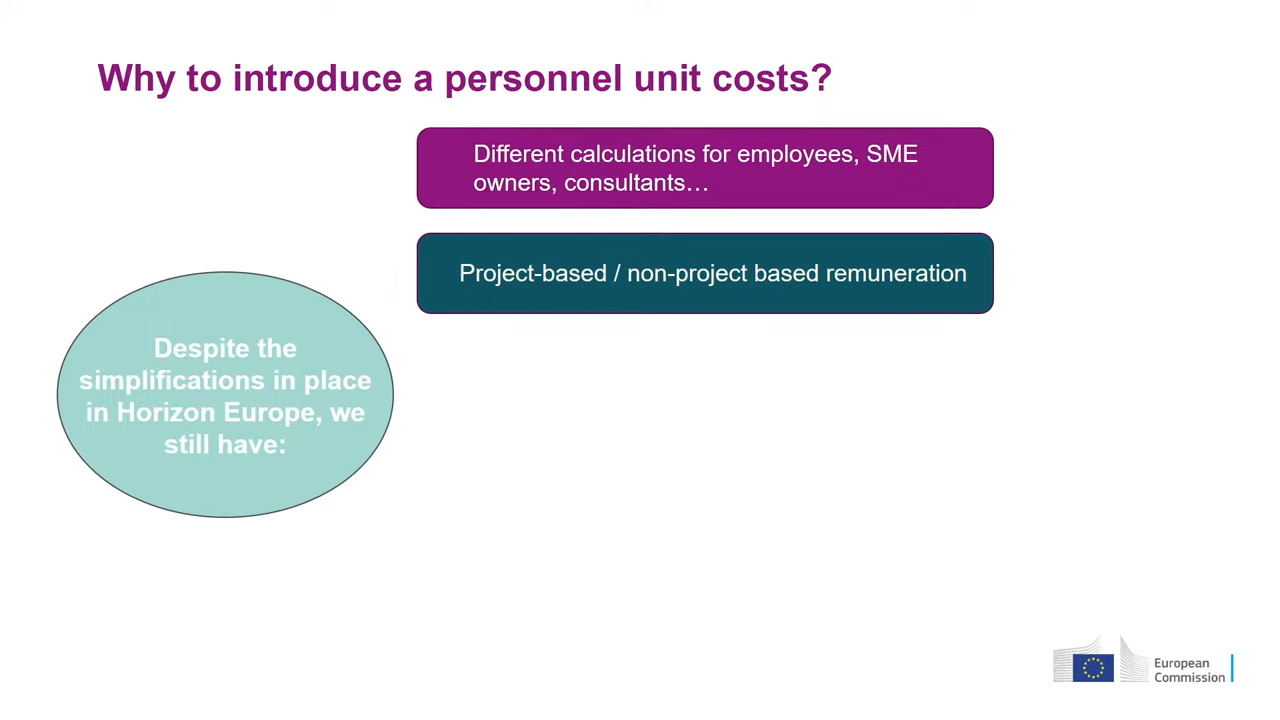 Why to introduce a personnel unit costs?
Different calculations for employees, SME
owners, consultants…
Project-based / non-project based remuneration
Despite the
simplifications in place
in Horizon Europe, we
still have:
European
Commission